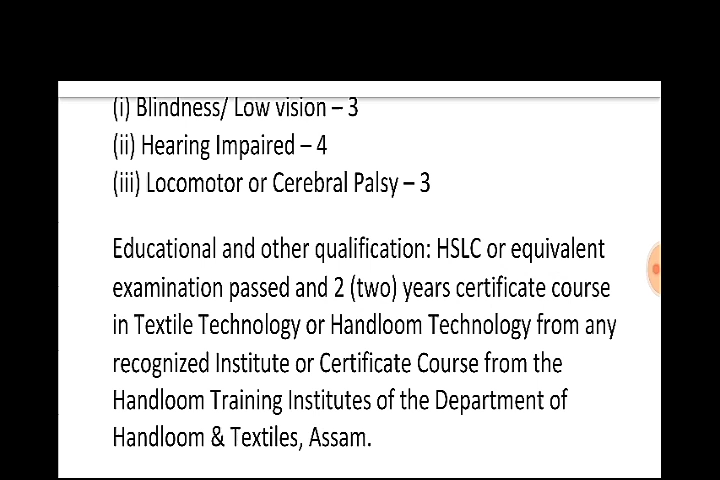 (i) Blindness/ Low vision – 3
(ii) Hearing Impaired – 4
(iii) Locomotor or Cerebral Palsy – 3
Educational and other qualification: HSLC or equivalent
examination passed and 2 (two) years certificate course
in Textile Technology or Handloom Technology from any
recognized Institute or Certificate Course from the
Handloom Training Institutes of the Department of
Handloom & Textiles, Assam.